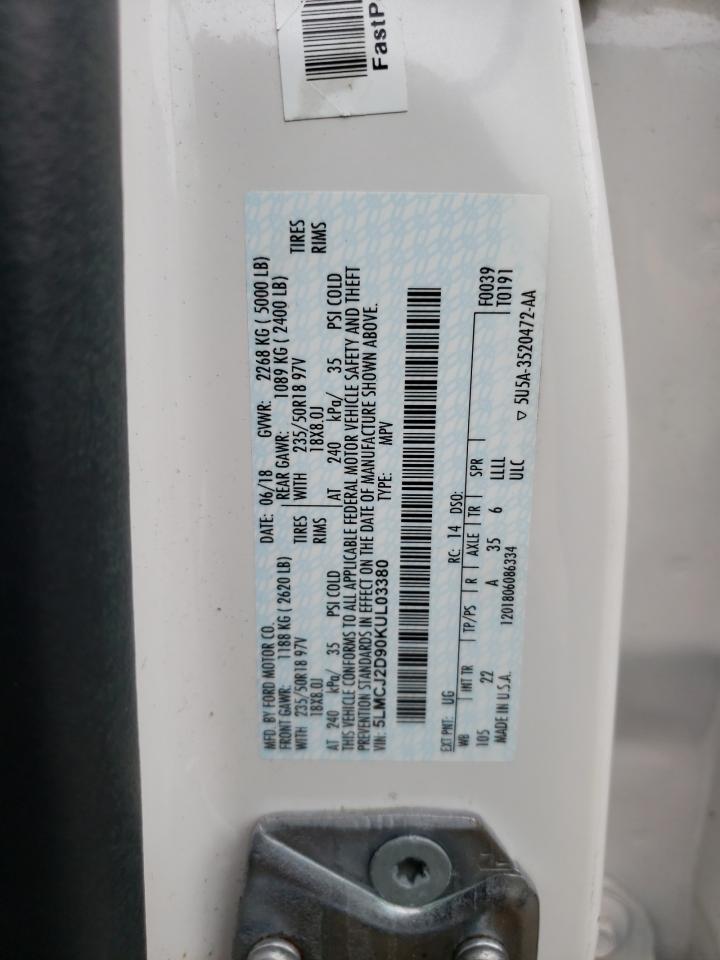 FastP
MFD. BY FORD MOTOR CO. DATE: 06/18 GVWR: 2268 KG ( 5000 LB)
FRONT GAWR: 1188 KG ( 2620 LB) REAR GAWR: 1089 KG ( 2400 LB)
WITH 235/50R18 97V TIRES WITH 235/50R18 97V TIRES
18X8.0J RIMS 18X8.0J RIMS
AT 240 kPa/ 35 PSI COLD AT 240 kPa/ 35 PSI COLD
THIS VEHICLE CONFORMS TO ALL APPLICABLE FEDERAL MOTOR VEHICLE SAFETY AND THEFT
PREVENTION STANDARDS IN EFFECT ON THE DATE OF MANUFACTURE SHOWN ABOVE.
VIN: 5LMCJ2D90KUL03380 TYPE: MPV
EXT PNT: UG RC: 14 DSO: F0039
WB INT TR TP/PS R AXLE TR SPR T0191
105 22 A 35 6 LLLL
MADE IN U.S.A. 1201806086334 ULC ▽ 5U5A-3520472-AA